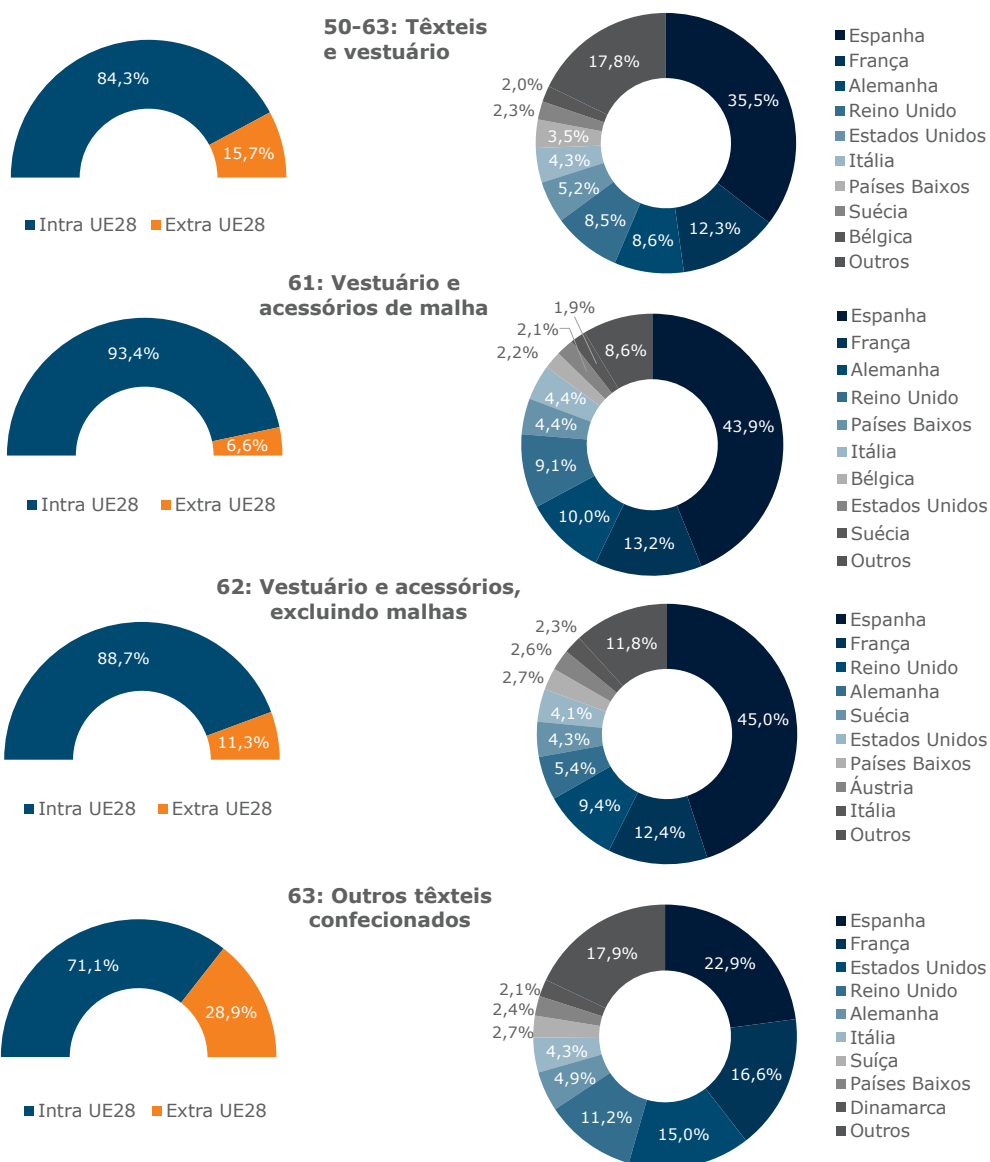 50-63: Têxteis
e vestuário
84,3%
15,7%
Intra UE28 Extra UE28
35,5%
12,3%
8,6%
8,5%
5,2%
4,3%
3,5%
2,3%
2,0%
17,8%
Espanha
França
Alemanha
Reino Unido
Estados Unidos
Itália
Países Baixos
Suécia
Bélgica
Outros
61: Vestuário e
acessórios de malha
93,4%
6,6%
Intra UE28 Extra UE28
43,9%
13,2%
10,0%
9,1%
4,4%
4,4%
2,2%
2,1%
1,9%
8,6%
Espanha
França
Alemanha
Reino Unido
Países Baixos
Itália
Bélgica
Estados Unidos
Suécia
Outros
62: Vestuário e acessórios,
excluindo malhas
88,7%
11,3%
Intra UE28 Extra UE28
45,0%
12,4%
9,4%
5,4%
4,3%
4,1%
2,7%
2,6%
2,3%
11,8%
Espanha
França
Reino Unido
Alemanha
Suécia
Estados Unidos
Países Baixos
Áustria
Itália
Outros
63: Outros têxteis
confecionados
71,1%
28,9%
Intra UE28 Extra UE28
22,9%
16,6%
15,0%
11,2%
4,9%
4,3%
2,7%
2,4%
2,1%
17,9%
Espanha
França
Estados Unidos
Reino Unido
Alemanha
Itália
Suíça
Países Baixos
Dinamarca
Outros